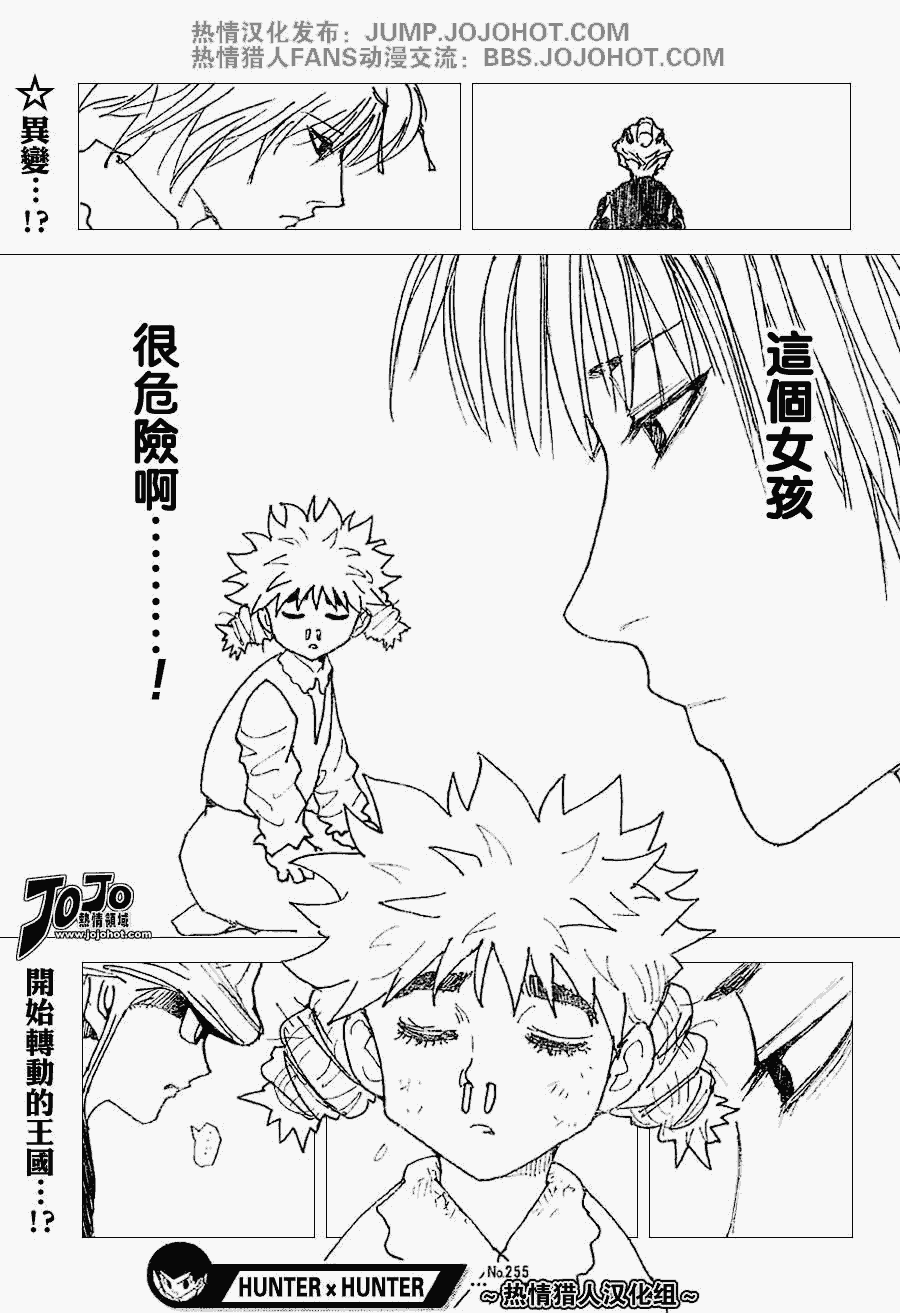 热情汉化发布：JUMP.JOJOHOT.COM
热情猎人FANS动漫交流：BBS.JOJOHOT.COM
☆異變…!?
這個女孩
很危險啊………！
JOJO
熱情領域
www.jojohot.com
開始轉動的王國…!?
HUNTER×HUNTER
No.255
～热情猎人汉化组～